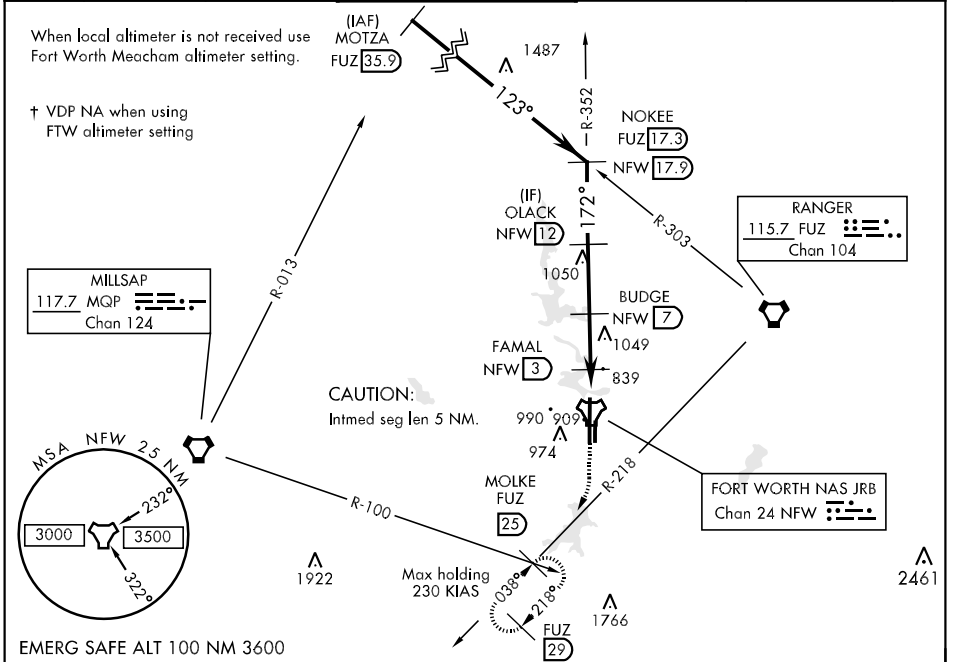 When local altimeter is not received use
Fort Worth Meacham altimeter setting.
† VDP NA when using
FTW altimeter setting
(IAF)
MOTZA
FUZ 35.9
1487
123°
R-352
NOKEE
FUZ 17.3
NFW 17.9
172°
(IF)
OLACK
NFW 12
R-303
RANGER
115.7 FUZ
Chan 104
1050
R-013
MILLSAP
117.7 MQP
Chan 124
BUDGE
NFW 7
1049
FAMAL
NFW 3
839
CAUTION:
Intmed seg len 5 NM.
990 909
974
R-218
MOLKE
FUZ
25
FORT WORTH NAS JRB
Chan 24 NFW
R-100
MSA NFW 25 NM
232°
3000
3500
322°
1922
Max holding
230 KIAS
038°
218°
1766
2461
FUZ
29
EMERG SAFE ALT 100 NM 3600